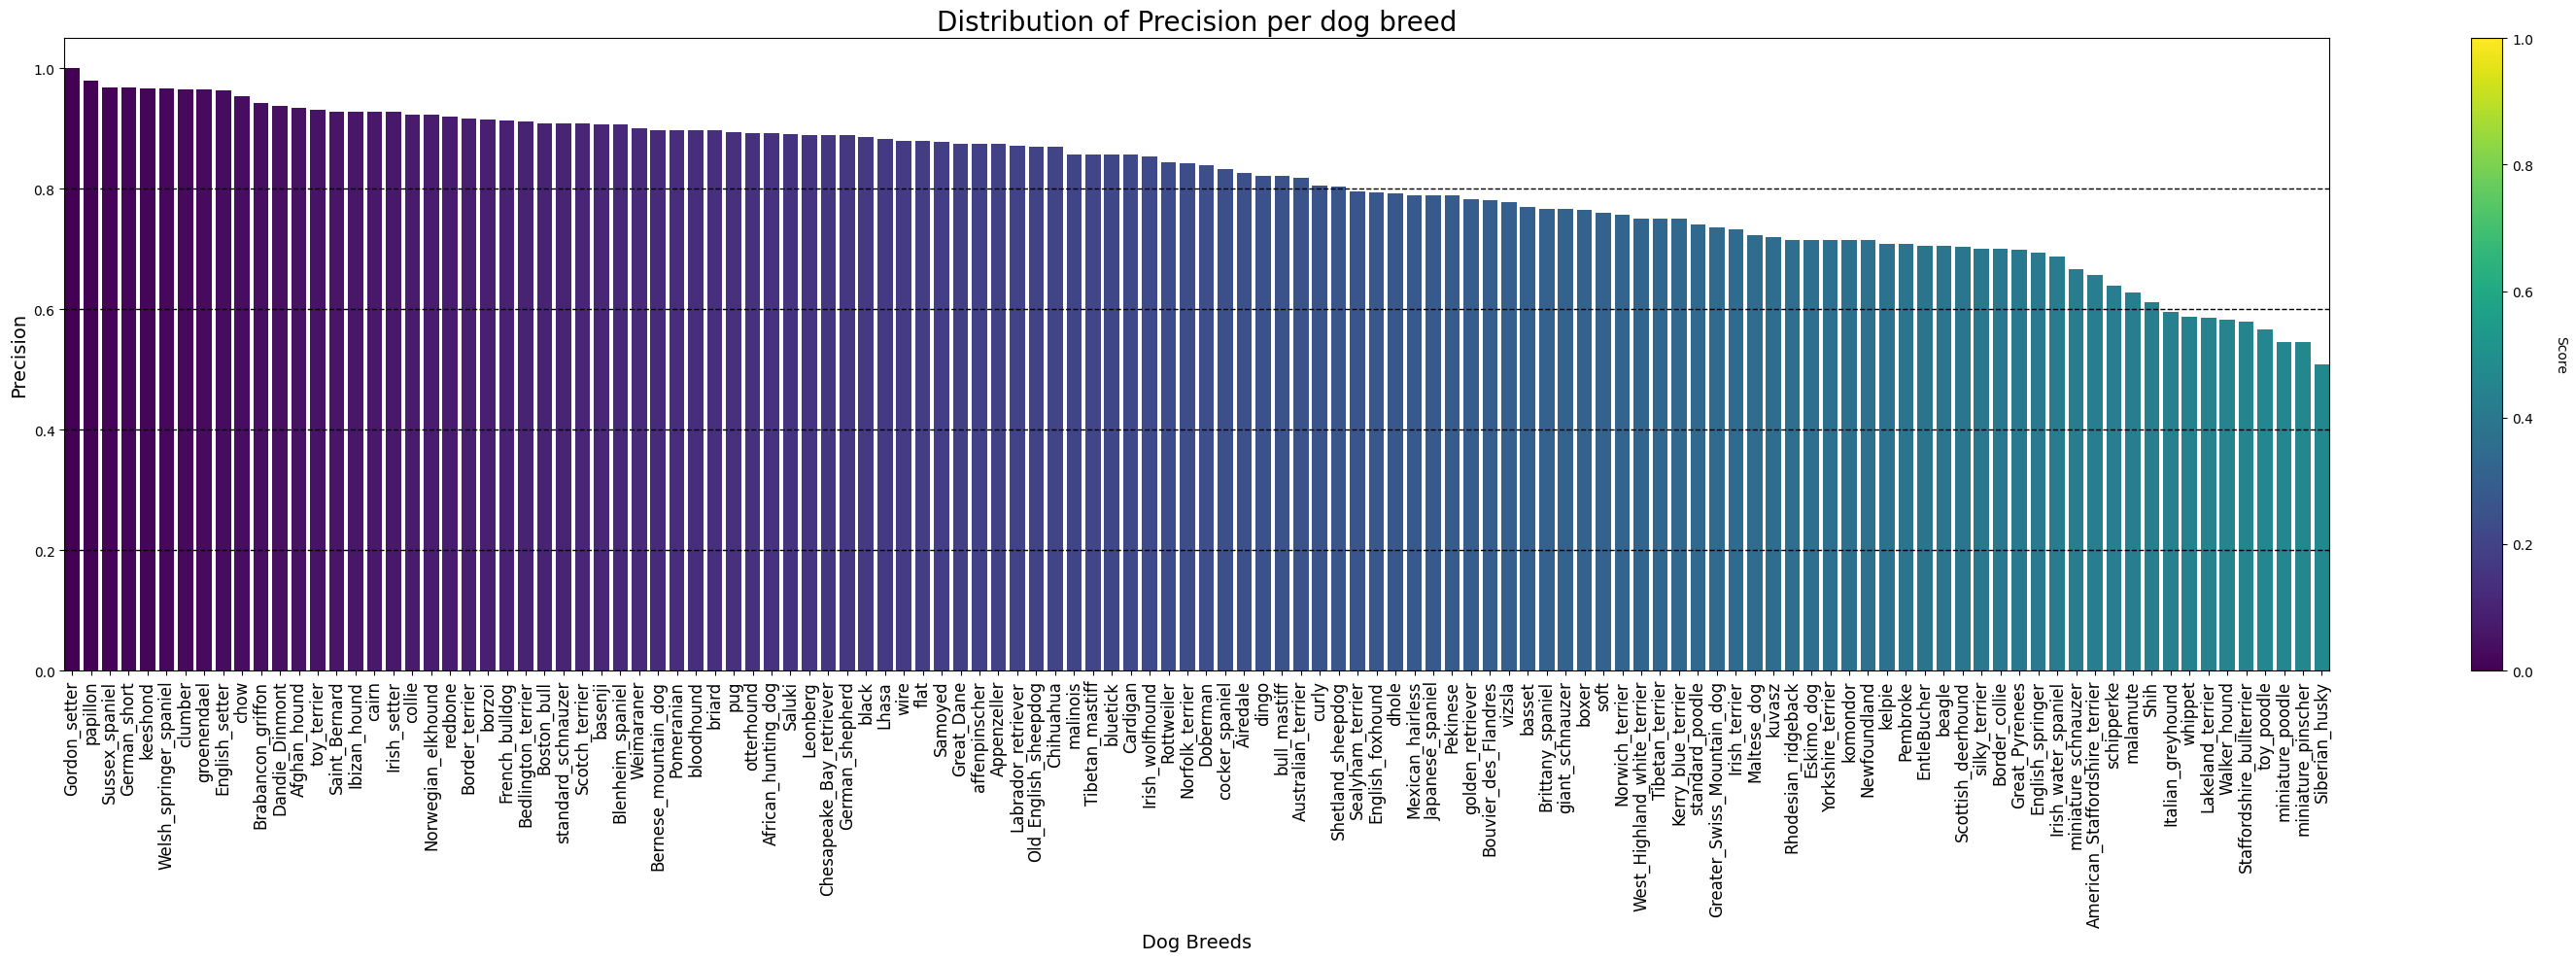 Distribution of Precision per dog breed
Precision
1.0
0.8
0.6
0.4
0.2
0.0
Gordon_setter
papillon
Sussex_spaniel
German_short
keeshond
Welsh_springer_spaniel
clumber
groenendael
English_setter
chow
Brabancon_griffon
Dandie_Dinmont
Afghan_hound
toy_terrier
Saint_Bernard
Ibizan_hound
cairn
Irish_setter
collie
Norwegian_elkhound
redbone
Border_terrier
borzoi
French_bulldog
Bedlington_terrier
Boston_bull
standard_schnauzer
Scotch_terrier
basenji
Blenheim_spaniel
Weimaraner
Bernese_mountain_dog
Pomeranian
bloodhound
briard
pug
otterhound
African_hunting_dog
Saluki
Leonberg
Chesapeake_Bay_retriever
German_shepherd
black
Lhasa
wire
flat
Samoyed
Great_Dane
affenpinscher
Appenzeller
Labrador_retriever
Old_English_sheepdog
Chihuahua
malinois
Tibetan_mastiff
bluetick
Cardigan
Irish_wolfhound
Rottweiler
Norfolk_terrier
Doberman
cocker_spaniel
Airedale
dingo
bull_mastiff
Australian_terrier
curly
Shetland_sheepdog
Sealyham_terrier
English_foxhound
dhole
Mexican_hairless
Japanese_spaniel
Pekinese
golden_retriever
Bouvier_des_Flandres
vizsla
basset
Brittany_spaniel
giant_schnauzer
boxer
soft
Norwich_terrier
West_Highland_white_terrier
Tibetan_terrier
Kerry_blue_terrier
standard_poodle
Greater_Swiss_Mountain_dog
Irish_terrier
Maltese_dog
kuvasz
Rhodesian_ridgeback
Eskimo_dog
Yorkshire_terrier
komondor
Newfoundland
kelpie
Pembroke
EntleBucher
beagle
Scottish_deerhound
silky_terrier
Border_collie
Great_Pyrenees
English_springer
Irish_water_spaniel
miniature_schnauzer
American_Staffordshire_terrier
schipperke
malamute
Shih
Italian_greyhound
whippet
Lakeland_terrier
Walker_hound
Staffordshire_bullterrier
toy_poodle
miniature_poodle
miniature_pinscher
Siberian_husky
Dog Breeds
1.0
0.8
0.6
0.4
0.2
0.0
Score